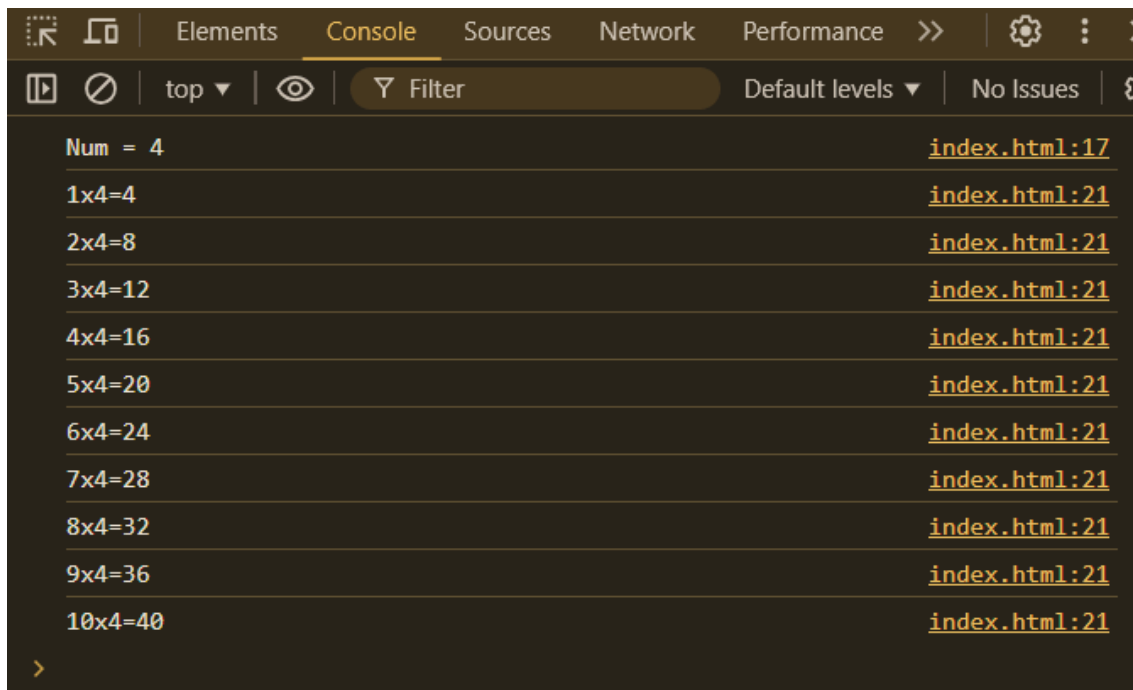 Elements Console Sources Network Performance
top Filter Default levels No Issues
Num = 4 index.html:17
1x4=4 index.html:21
2x4=8 index.html:21
3x4=12 index.html:21
4x4=16 index.html:21
5x4=20 index.html:21
6x4=24 index.html:21
7x4=28 index.html:21
8x4=32 index.html:21
9x4=36 index.html:21
10x4=40 index.html:21